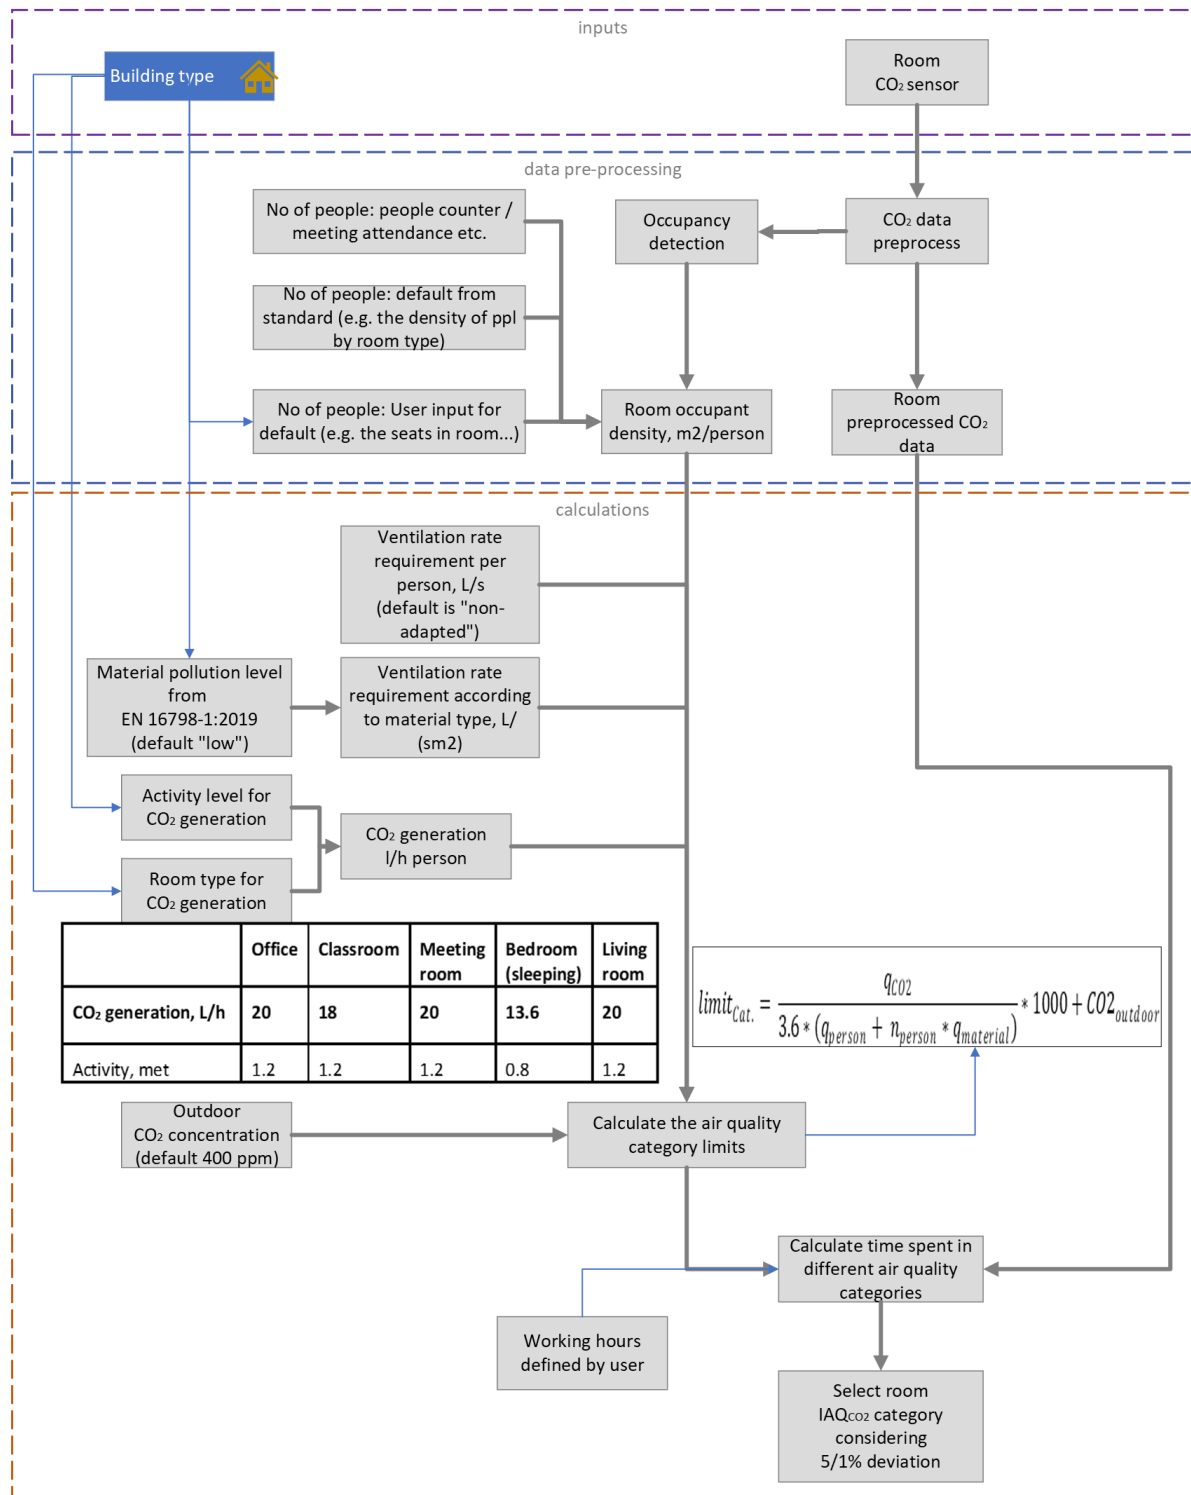 inputs
Building type
Room
CO₂ sensor
data pre-processing
No of people: people counter /
meeting attendance etc.
Occupancy
detection
CO₂ data
preprocess
No of people: default from
standard (e.g. the density of ppl
by room type)
No of people: User input for
default (e.g. the seats in room...)
Room occupant
density, m2/person
Room
preprocessed CO₂
data
calculations
Ventilation rate
requirement per
person, L/s
(default is "non-
adapted")
Material pollution level
from
EN 16798-1:2019
(default "low")
Ventilation rate
requirement according
to material type, L/
(sm2)
Activity level for
CO₂ generation
CO₂ generation
l/h person
Room type for
CO₂ generation
Office Classroom Meeting room Bedroom (sleeping) Living room
CO₂ generation, L/h 20 18 20 13.6 20
Activity, met 1.2 1.2 1.2 0.8 1.2
limit_Cat. = q_CO2 / (3.6 * (q_person + n_person * q_material)) * 1000 + CO2_outdoor
Outdoor
CO₂ concentration
(default 400 ppm)
Calculate the air quality
category limits
Calculate time spent in
different air quality
categories
Working hours
defined by user
Select room
IAQ_CO2 category
considering
5/1% deviation